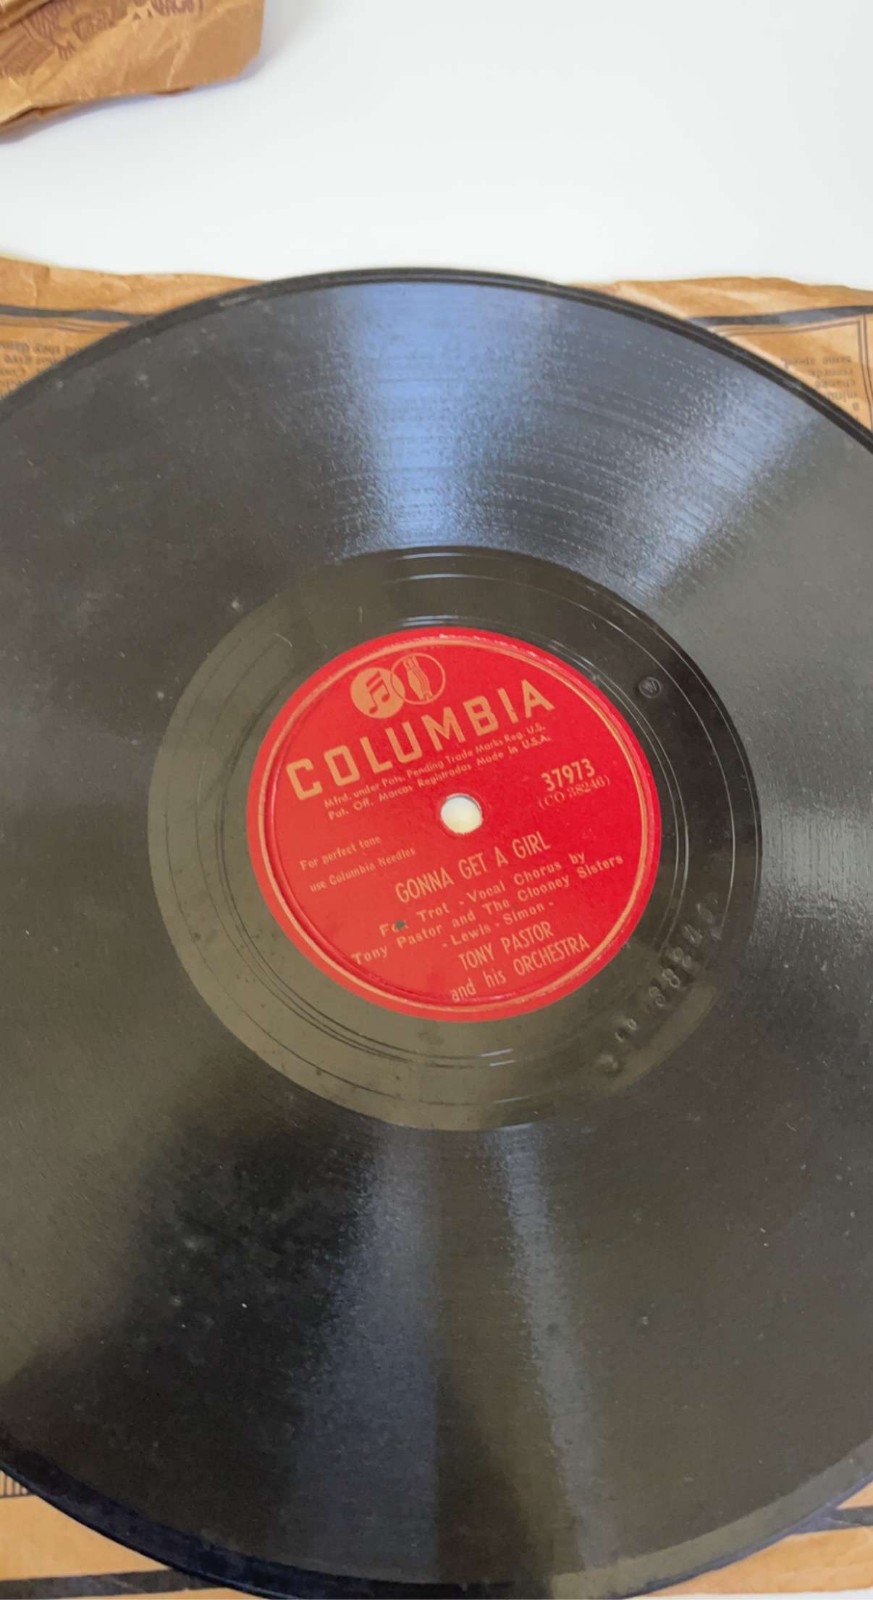 COLUMBIA
Mfrd. under Pats. Pending Trade Marks Reg. U.S.
Pat. Off. Marcas Registradas Made in U.S.A.
37973
(CO 38246)
For perfect tone
use Columbia Needles
GONNA GET A GIRL
Fox Trot - Vocal Chorus by
Tony Pastor and The Clooney Sisters
- Lewis - Simon -
TONY PASTOR
and his ORCHESTRA
W